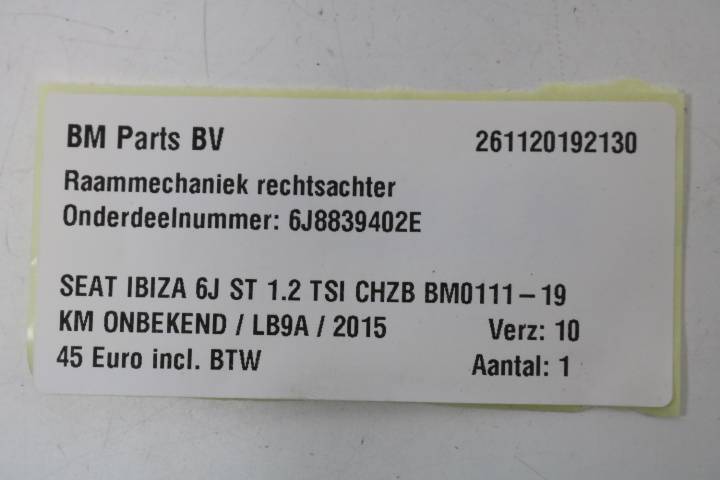 BM Parts BV 261120192130
Raammechaniek rechtsachter
Onderdeelnummer: 6J8839402E
SEAT IBIZA 6J ST 1.2 TSI CHZB BM0111-19
KM ONBEKEND / LB9A / 2015 Verz: 10
45 Euro incl. BTW Aantal: 1